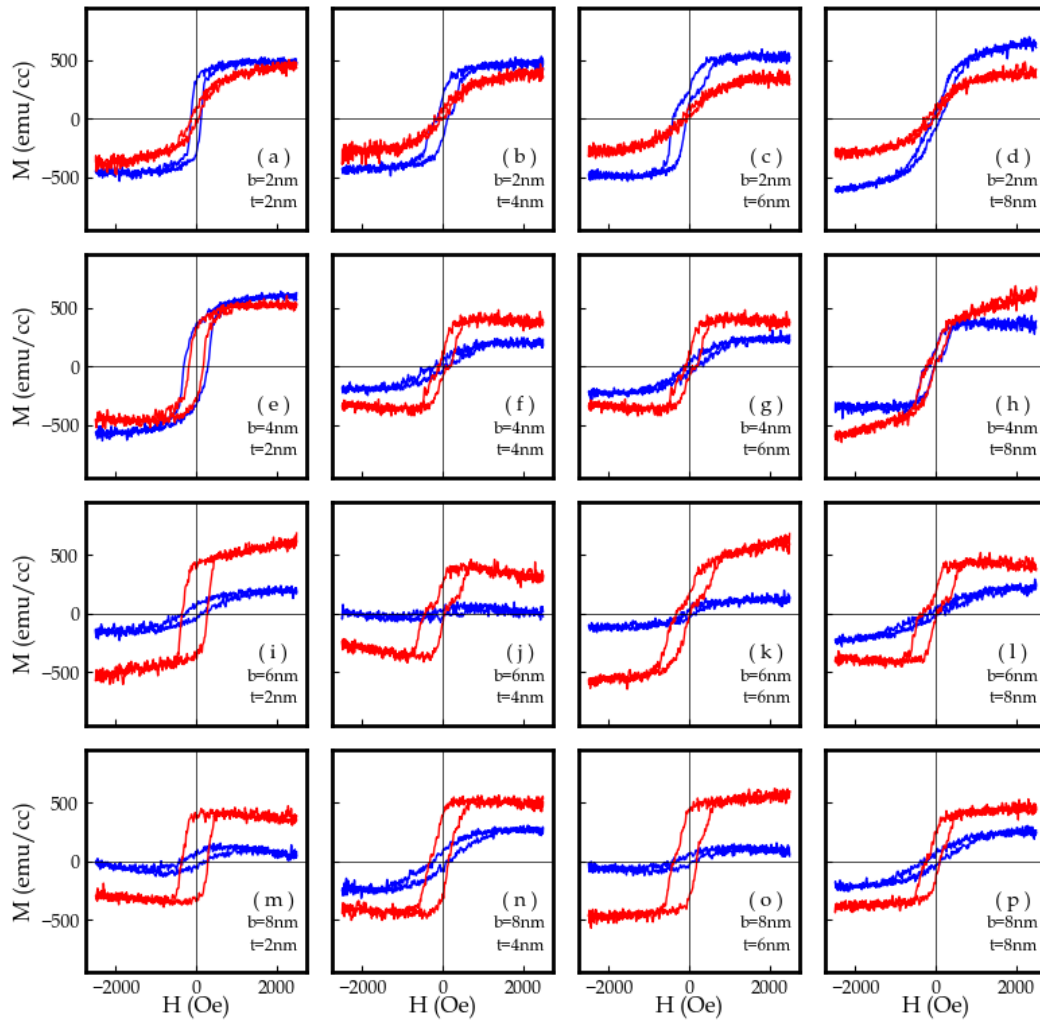 M (emu/cc)
500
0
−500
( a )
b=2nm
t=2nm
( b )
b=2nm
t=4nm
( c )
b=2nm
t=6nm
( d )
b=2nm
t=8nm
M (emu/cc)
500
0
−500
( e )
b=4nm
t=2nm
( f )
b=4nm
t=4nm
( g )
b=4nm
t=6nm
( h )
b=4nm
t=8nm
M (emu/cc)
500
0
−500
( i )
b=6nm
t=2nm
( j )
b=6nm
t=4nm
( k )
b=6nm
t=6nm
( l )
b=6nm
t=8nm
M (emu/cc)
500
0
−500
( m )
b=8nm
t=2nm
( n )
b=8nm
t=4nm
( o )
b=8nm
t=6nm
( p )
b=8nm
t=8nm
−2000 0 2000
H (Oe)
−2000 0 2000
H (Oe)
−2000 0 2000
H (Oe)
−2000 0 2000
H (Oe)